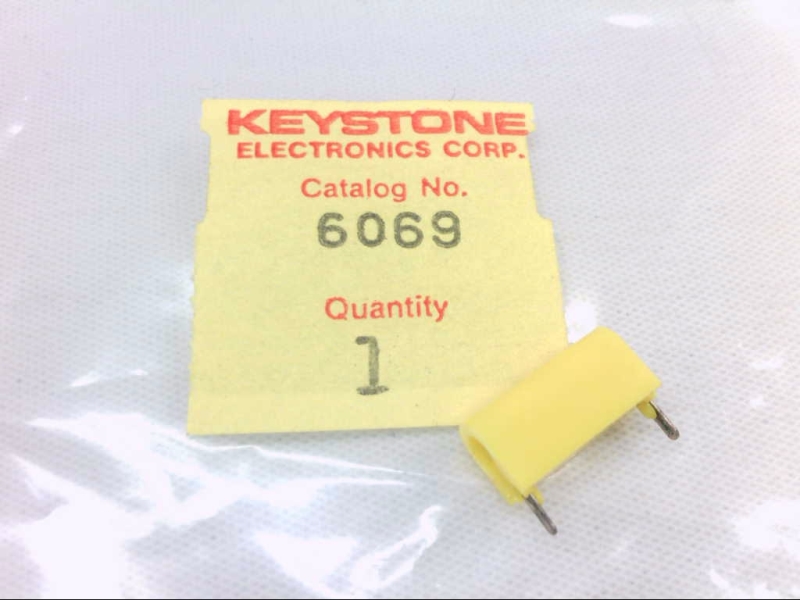 KEYSTONE
ELECTRONICS CORP.
Catalog No.
6069
Quantity
1